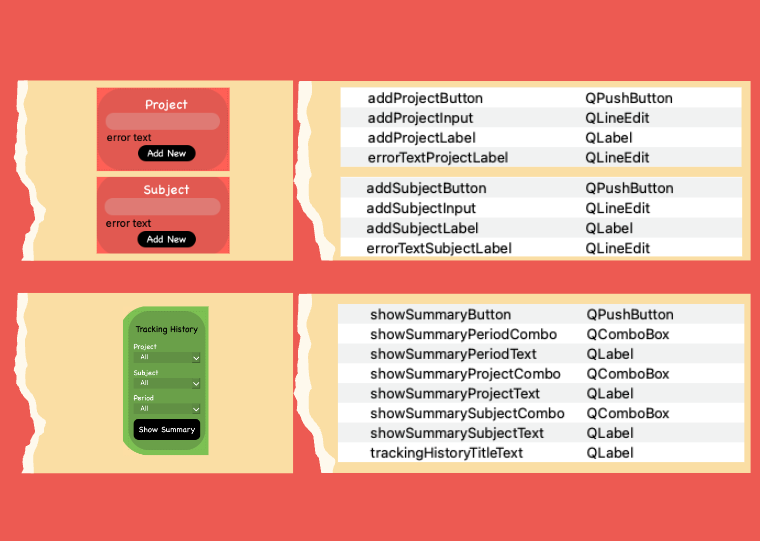 Project
error text
Add New
Subject
error text
Add New
addProjectButton QPushButton
addProjectInput QLineEdit
addProjectLabel QLabel
errorTextProjectLabel QLineEdit
addSubjectButton QPushButton
addSubjectInput QLineEdit
addSubjectLabel QLabel
errorTextSubjectLabel QLineEdit
Tracking History
Project
All
Subject
All
Period
All
Show Summary
showSummaryButton QPushButton
showSummaryPeriodCombo QComboBox
showSummaryPeriodText QLabel
showSummaryProjectCombo QComboBox
showSummaryProjectText QLabel
showSummarySubjectCombo QComboBox
showSummarySubjectText QLabel
trackingHistoryTitleText QLabel